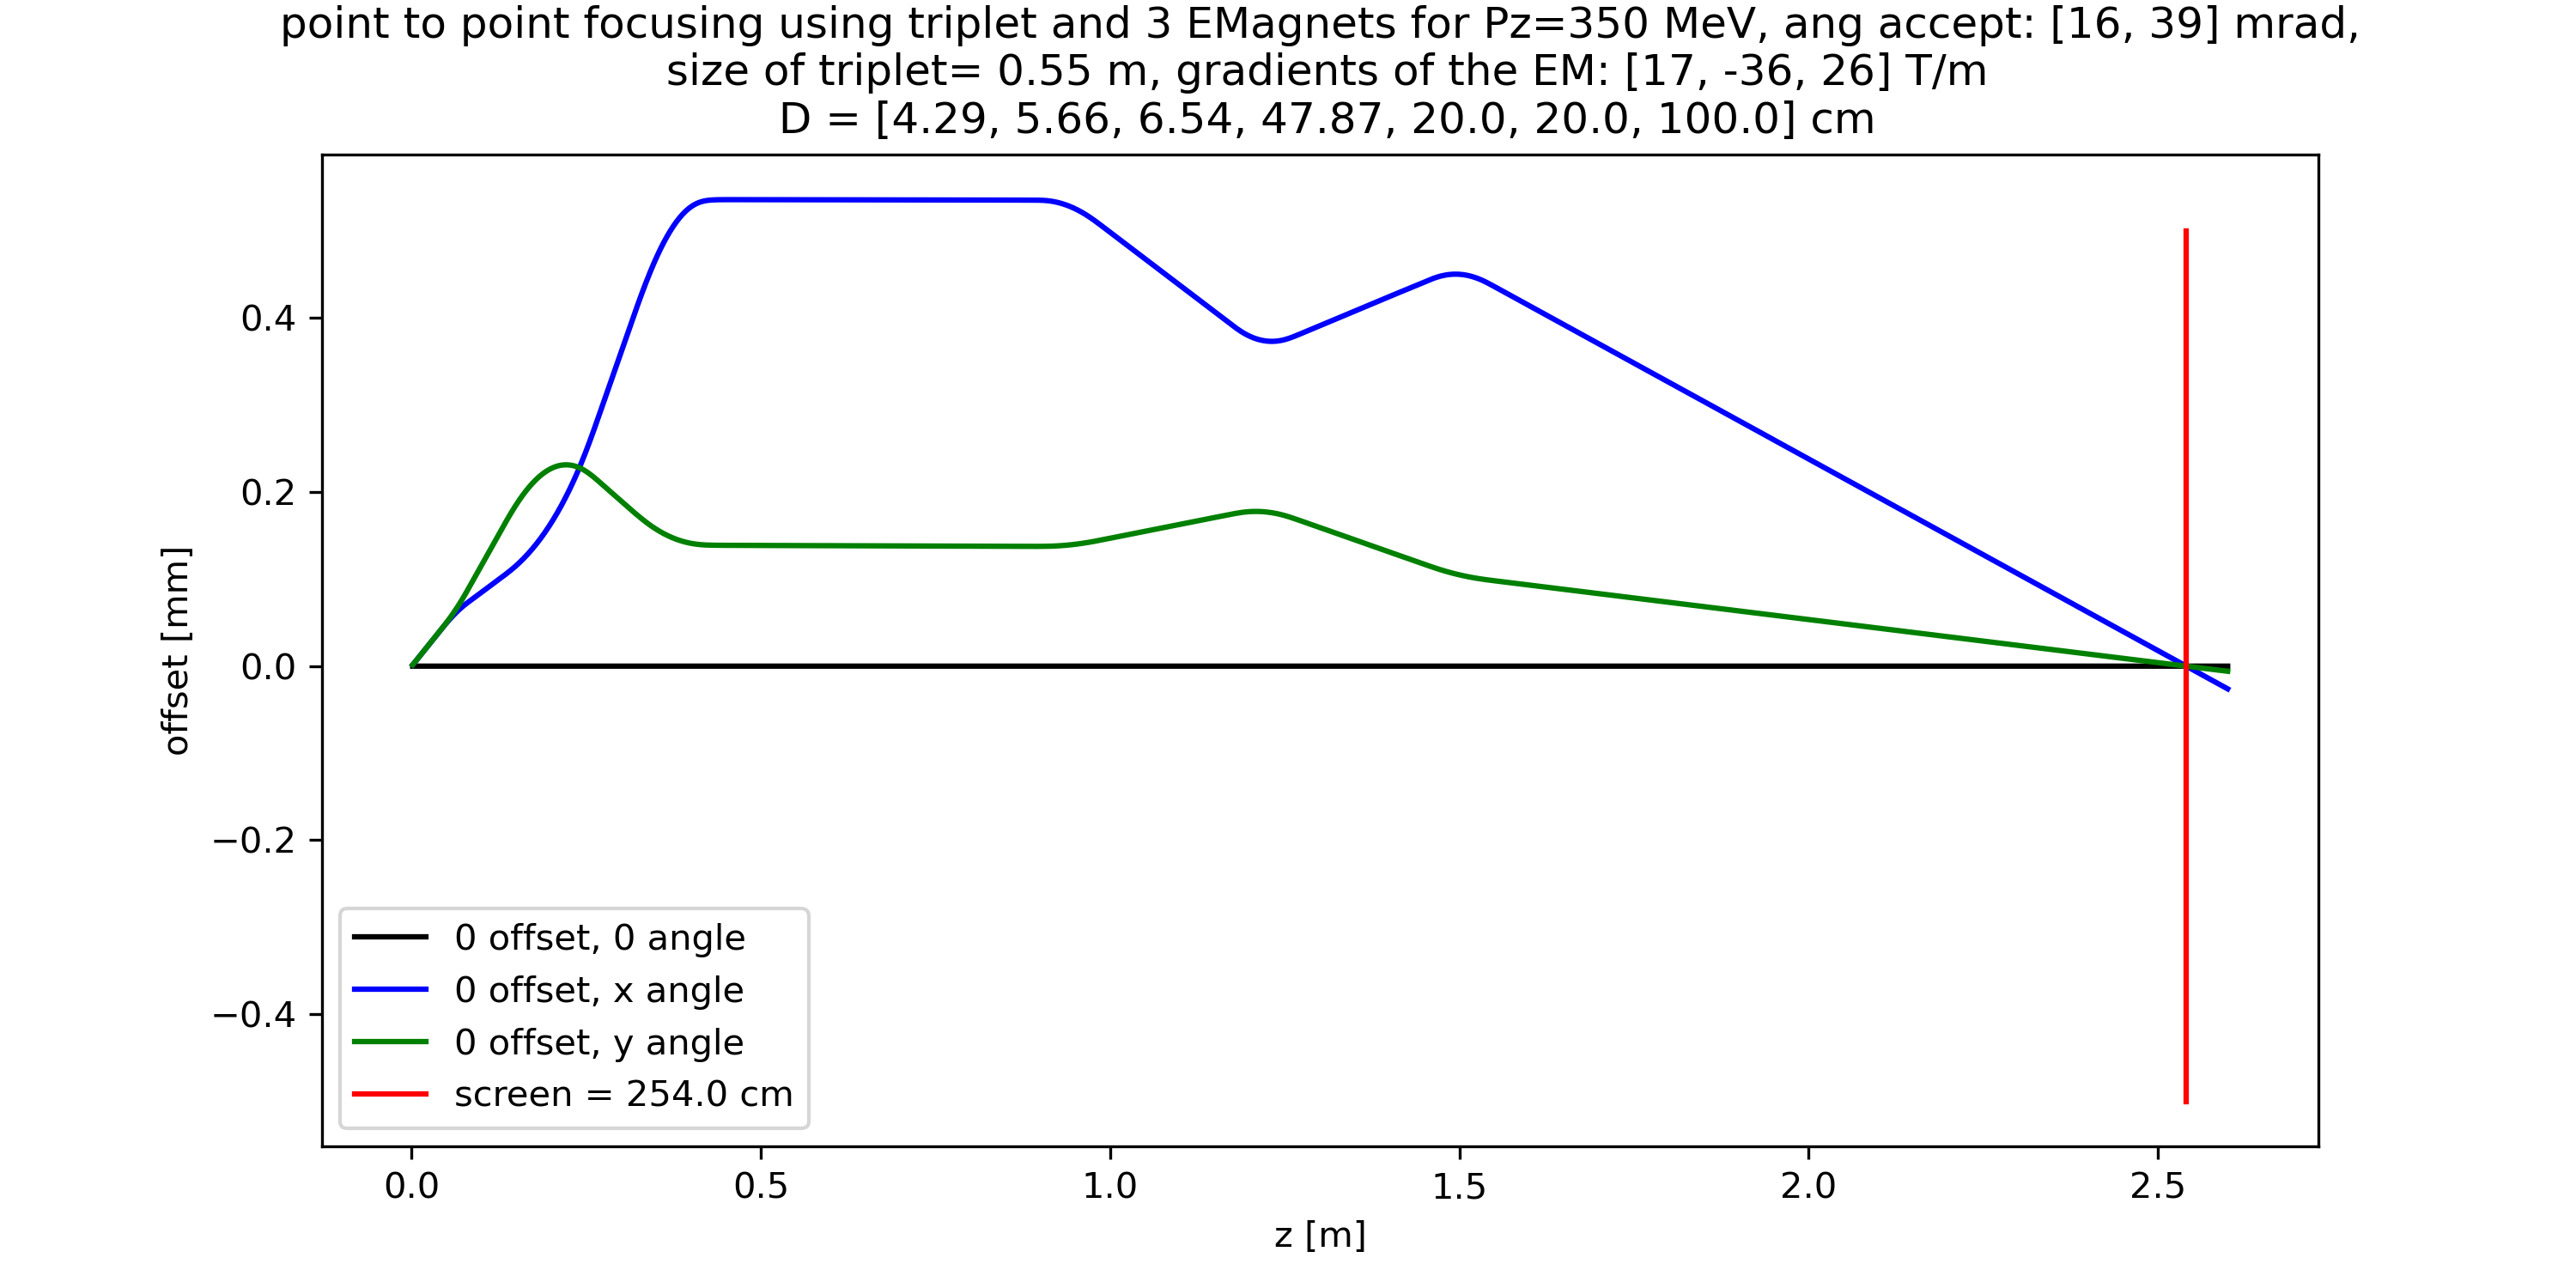 point to point focusing using triplet and 3 EMagnets for Pz=350 MeV, ang accept: [16, 39] mrad,
size of triplet= 0.55 m, gradients of the EM: [17, -36, 26] T/m
D = [4.29, 5.66, 6.54, 47.87, 20.0, 20.0, 100.0] cm
offset [mm]
0.4
0.2
0.0
−0.2
−0.4
0 offset, 0 angle
0 offset, x angle
0 offset, y angle
screen = 254.0 cm
0.0 0.5 1.0 1.5 2.0 2.5
z [m]